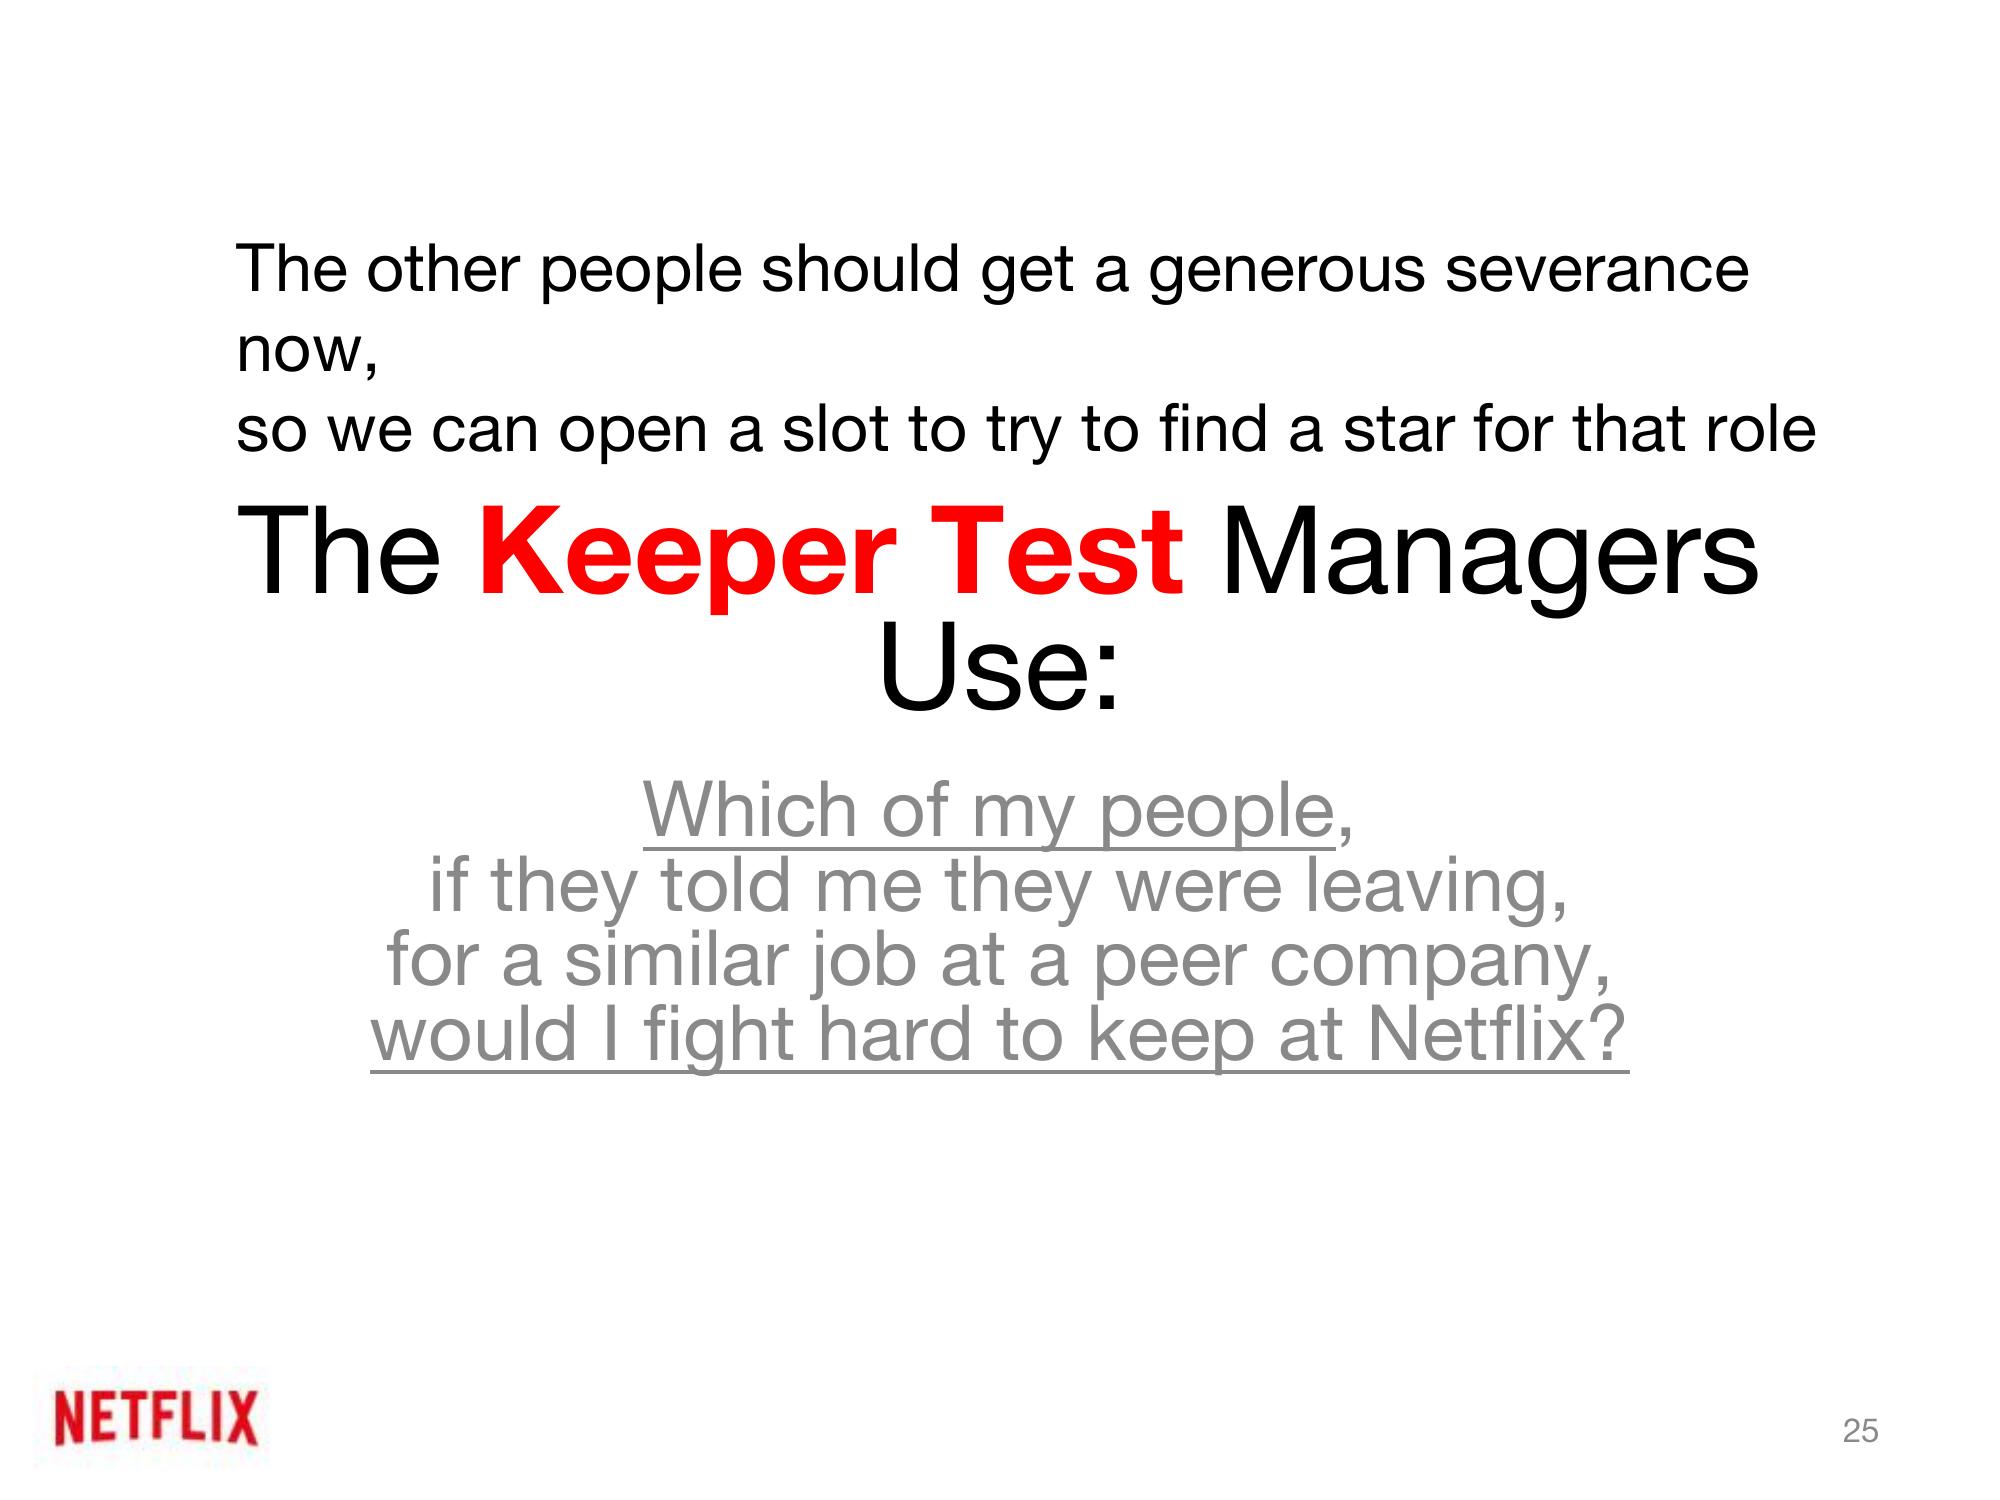 The other people should get a generous severance
now,
so we can open a slot to try to find a star for that role
The Keeper Test Managers
Use:
Which of my people,
if they told me they were leaving,
for a similar job at a peer company,
would I fight hard to keep at Netflix?
NETFLIX
25